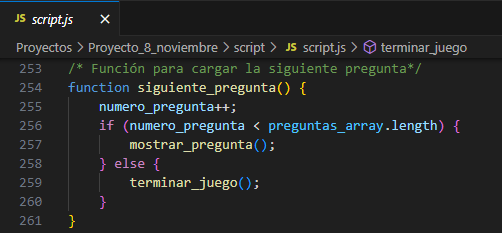 JS script.js ×
Proyectos > Proyecto_8_noviembre > script > JS script.js > terminar_juego
253 /* Función para cargar la siguiente pregunta*/
254 function siguiente_pregunta() {
255 numero_pregunta++;
256 if (numero_pregunta < preguntas_array.length) {
257 mostrar_pregunta();
258 } else {
259 terminar_juego();
260 }
261 }